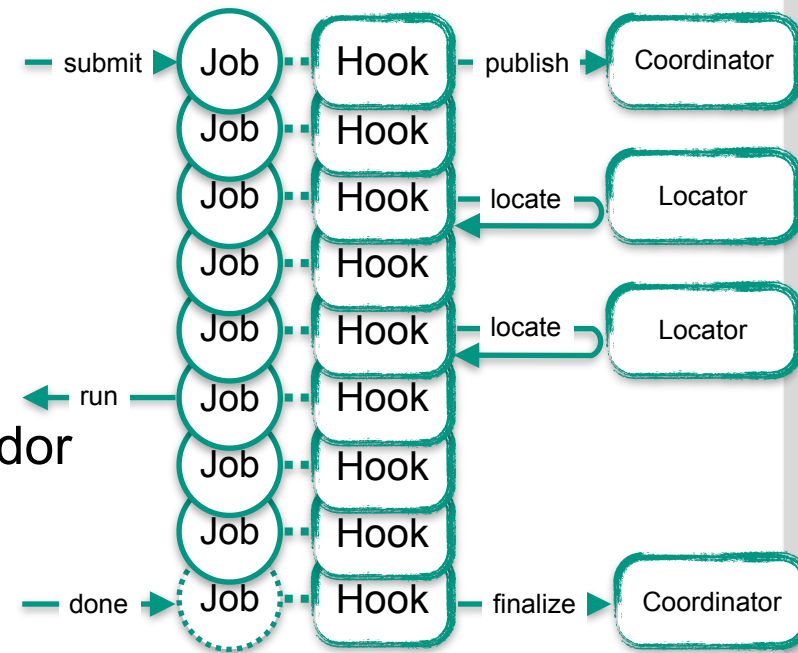 submit Job Hook publish Coordinator
Job Hook
Job Hook locate Locator
Job Hook
Job Hook locate Locator
run Job Hook
dor
Job Hook
Job Hook
done Job Hook finalize Coordinator